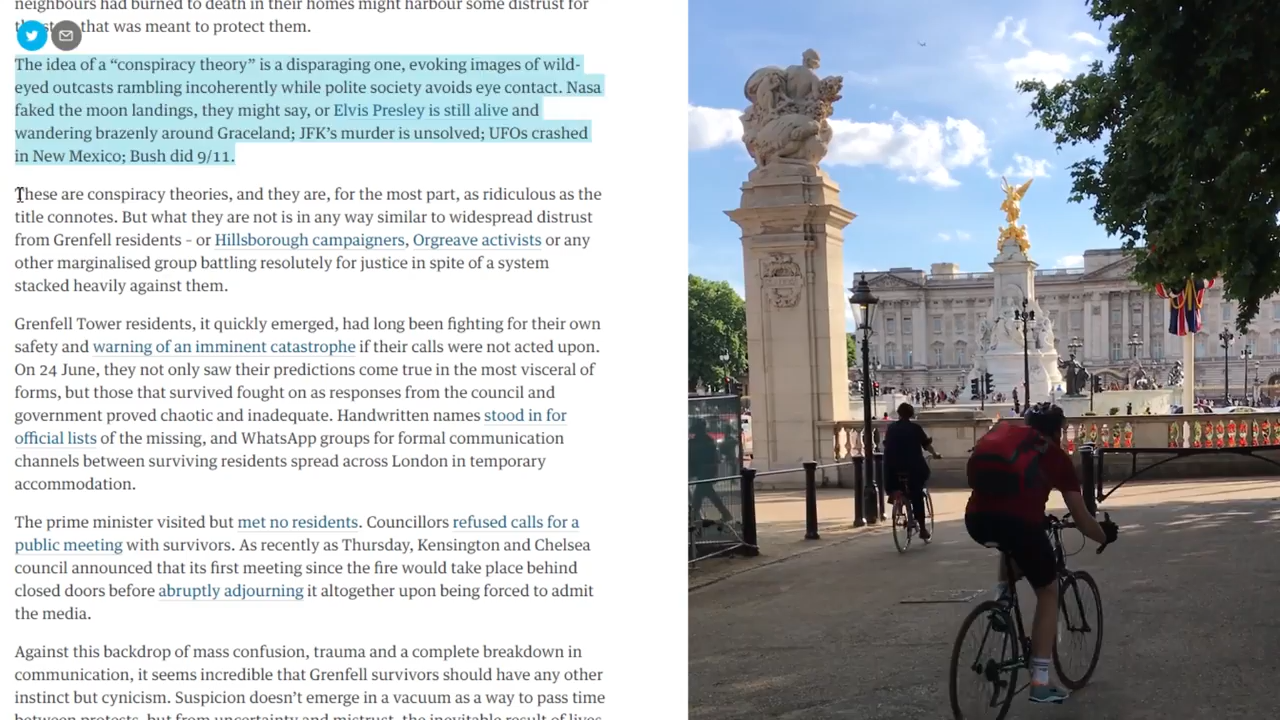 neighbours had burned to death in their homes might harbour some distrust for
that was meant to protect them.
The idea of a “conspiracy theory” is a disparaging one, evoking images of wild-
eyed outcasts rambling incoherently while polite society avoids eye contact. Nasa
faked the moon landings, they might say, or Elvis Presley is still alive and
wandering brazenly around Graceland; JFK’s murder is unsolved; UFOs crashed
in New Mexico; Bush did 9/11.
These are conspiracy theories, and they are, for the most part, as ridiculous as the
title connotes. But what they are not is in any way similar to widespread distrust
from Grenfell residents – or Hillsborough campaigners, Orgreave activists or any
other marginalised group battling resolutely for justice in spite of a system
stacked heavily against them.
Grenfell Tower residents, it quickly emerged, had long been fighting for their own
safety and warning of an imminent catastrophe if their calls were not acted upon.
On 24 June, they not only saw their predictions come true in the most visceral of
forms, but those that survived fought on as responses from the council and
government proved chaotic and inadequate. Handwritten names stood in for
official lists of the missing, and WhatsApp groups for formal communication
channels between surviving residents spread across London in temporary
accommodation.
The prime minister visited but met no residents. Councillors refused calls for a
public meeting with survivors. As recently as Thursday, Kensington and Chelsea
council announced that its first meeting since the fire would take place behind
closed doors before abruptly adjourning it altogether upon being forced to admit
the media.
Against this backdrop of mass confusion, trauma and a complete breakdown in
communication, it seems incredible that Grenfell survivors should have any other
instinct but cynicism. Suspicion doesn’t emerge in a vacuum as a way to pass time
between protests, but from uncertainty and mistrust, the inevitable result of lives